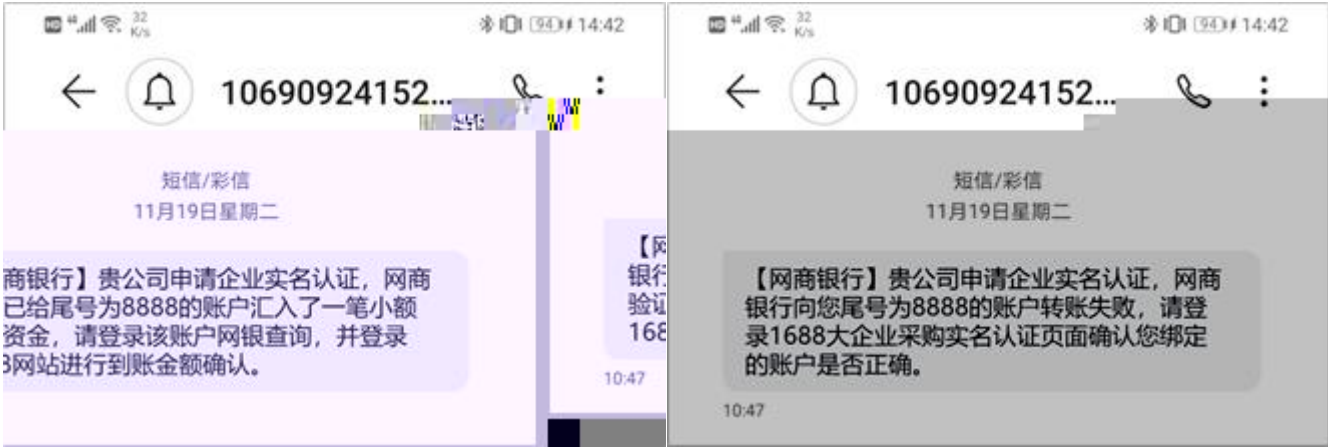 HD 46 32 K/s 94 14:42
10690924152...
短信/彩信
11月19日星期二
商银行】贵公司申请企业实名认证，网商
已给尾号为8888的账户汇入了一笔小额
资金，请登录该账户网银查询，并登录
网站进行到账金额确认。
【网
银行
验证
168
10:47
HD 46 32 K/s 94 14:42
10690924152...
短信/彩信
11月19日星期二
【网商银行】贵公司申请企业实名认证，网商
银行向您尾号为8888的账户转账失败，请登
录1688大企业采购实名认证页面确认您绑定
的账户是否正确。
10:47